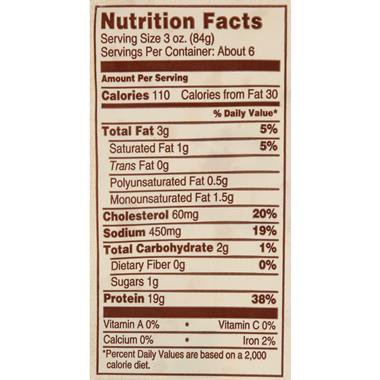 Nutrition Facts
Serving Size 3 oz. (84g)
Servings Per Container: About 6
Amount Per Serving
Calories 110 Calories from Fat 30
% Daily Value*
Total Fat 3g 5%
Saturated Fat 1g 5%
Trans Fat 0g
Polyunsaturated Fat 0.5g
Monounsaturated Fat 1.5g
Cholesterol 60mg 20%
Sodium 450mg 19%
Total Carbohydrate 2g 1%
Dietary Fiber 0g 0%
Sugars 1g
Protein 19g 38%
Vitamin A 0% • Vitamin C 0%
Calcium 0% • Iron 2%
*Percent Daily Values are based on a 2,000
calorie diet.